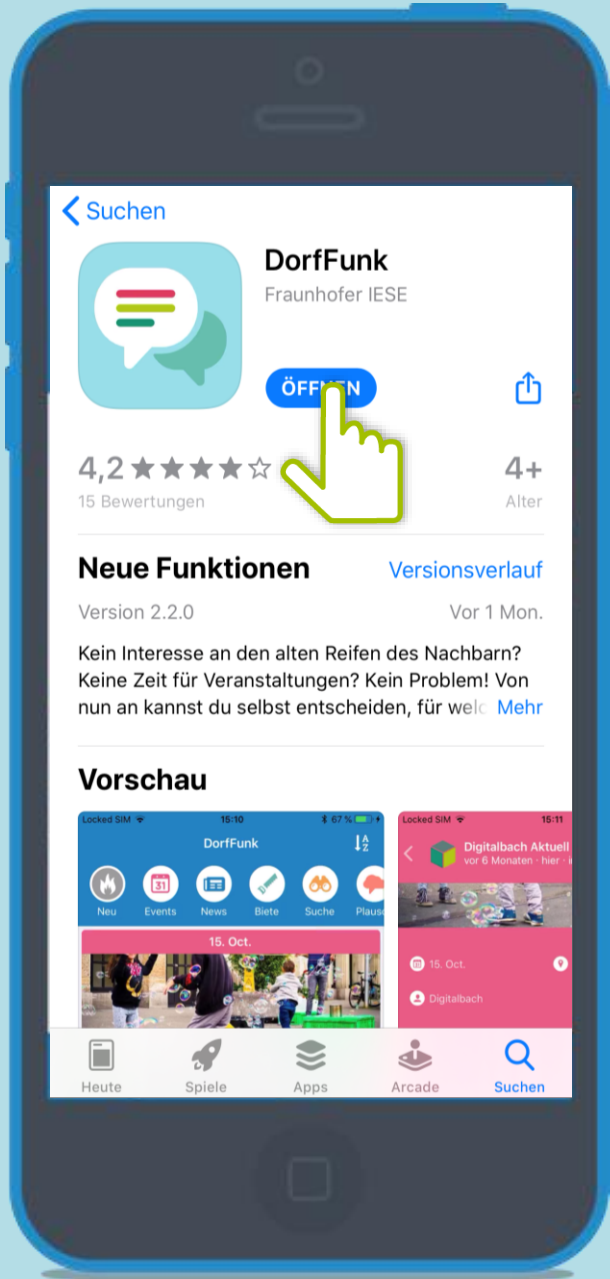 Suchen
DorfFunk
Fraunhofer IESE
ÖFFNEN
4,2
4+
15 Bewertungen
Alter
Neue Funktionen
Versionsverlauf
Version 2.2.0
Vor 1 Mon.
Kein Interesse an den alten Reifen des Nachbarn?
Keine Zeit für Veranstaltungen? Kein Problem! Von
nun an kannst du selbst entscheiden, für welc Mehr
Vorschau
Locked SIM 15:10 67 %
DorfFunk
Neu Events News Biete Suche Plausc
31
15. Oct.
Locked SIM 15:11
Digitalbach Aktuell
vor 6 Monaten · hier ·
15. Oct.
Digitalbach
Heute Spiele Apps Arcade Suchen